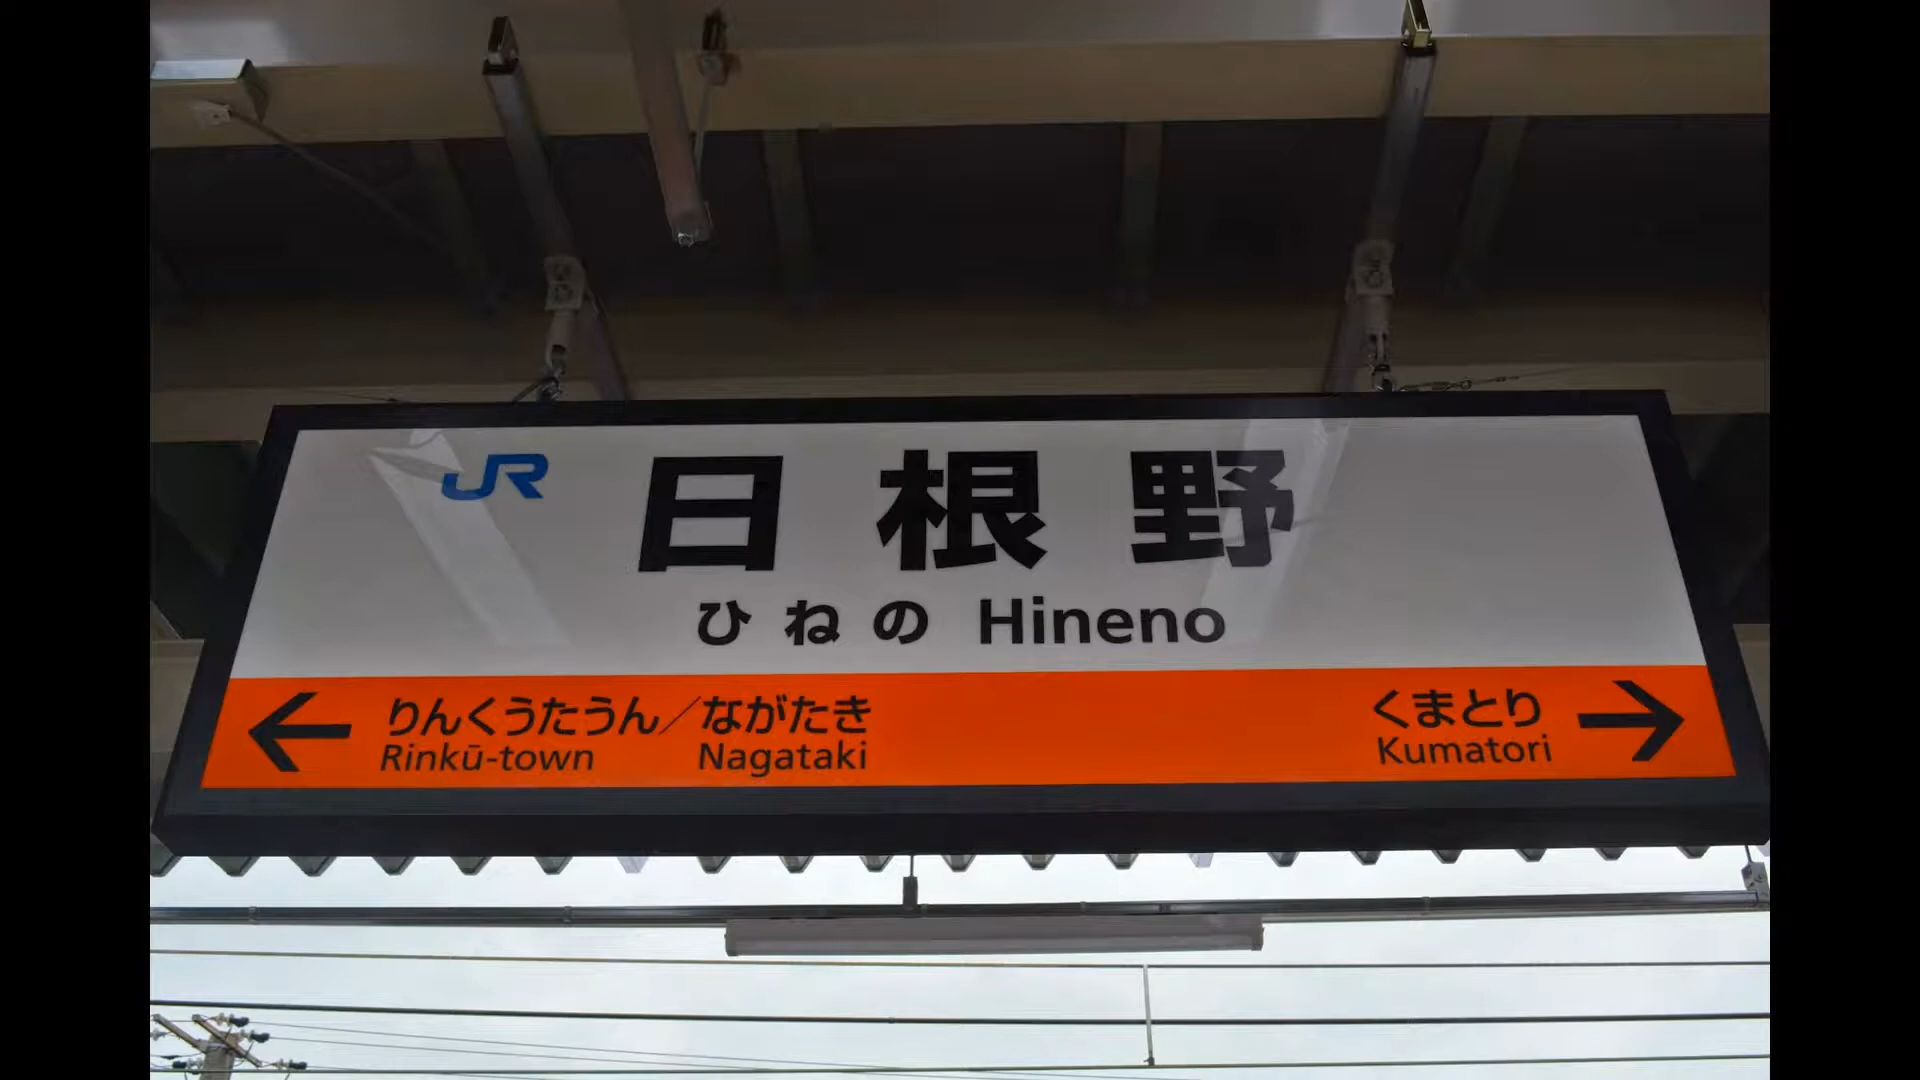 JR 日根野
ひねの Hineno
← りんくうたうん/ながたき くまとり →
Rinkū-town Nagataki Kumatori